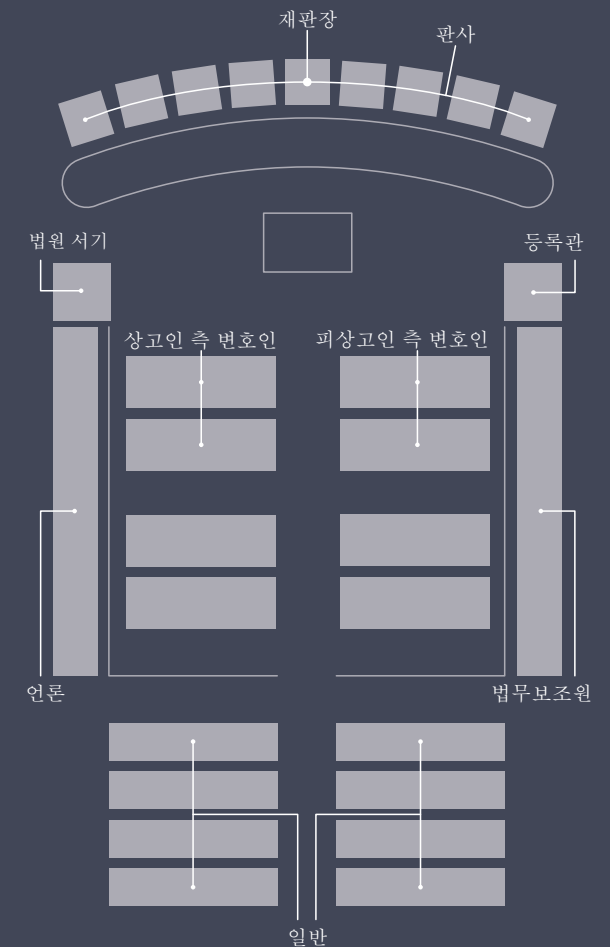 재판장
판사
법원 서기
등록관
상고인 측 변호인
피상고인 측 변호인
언론
법무보조원
일반